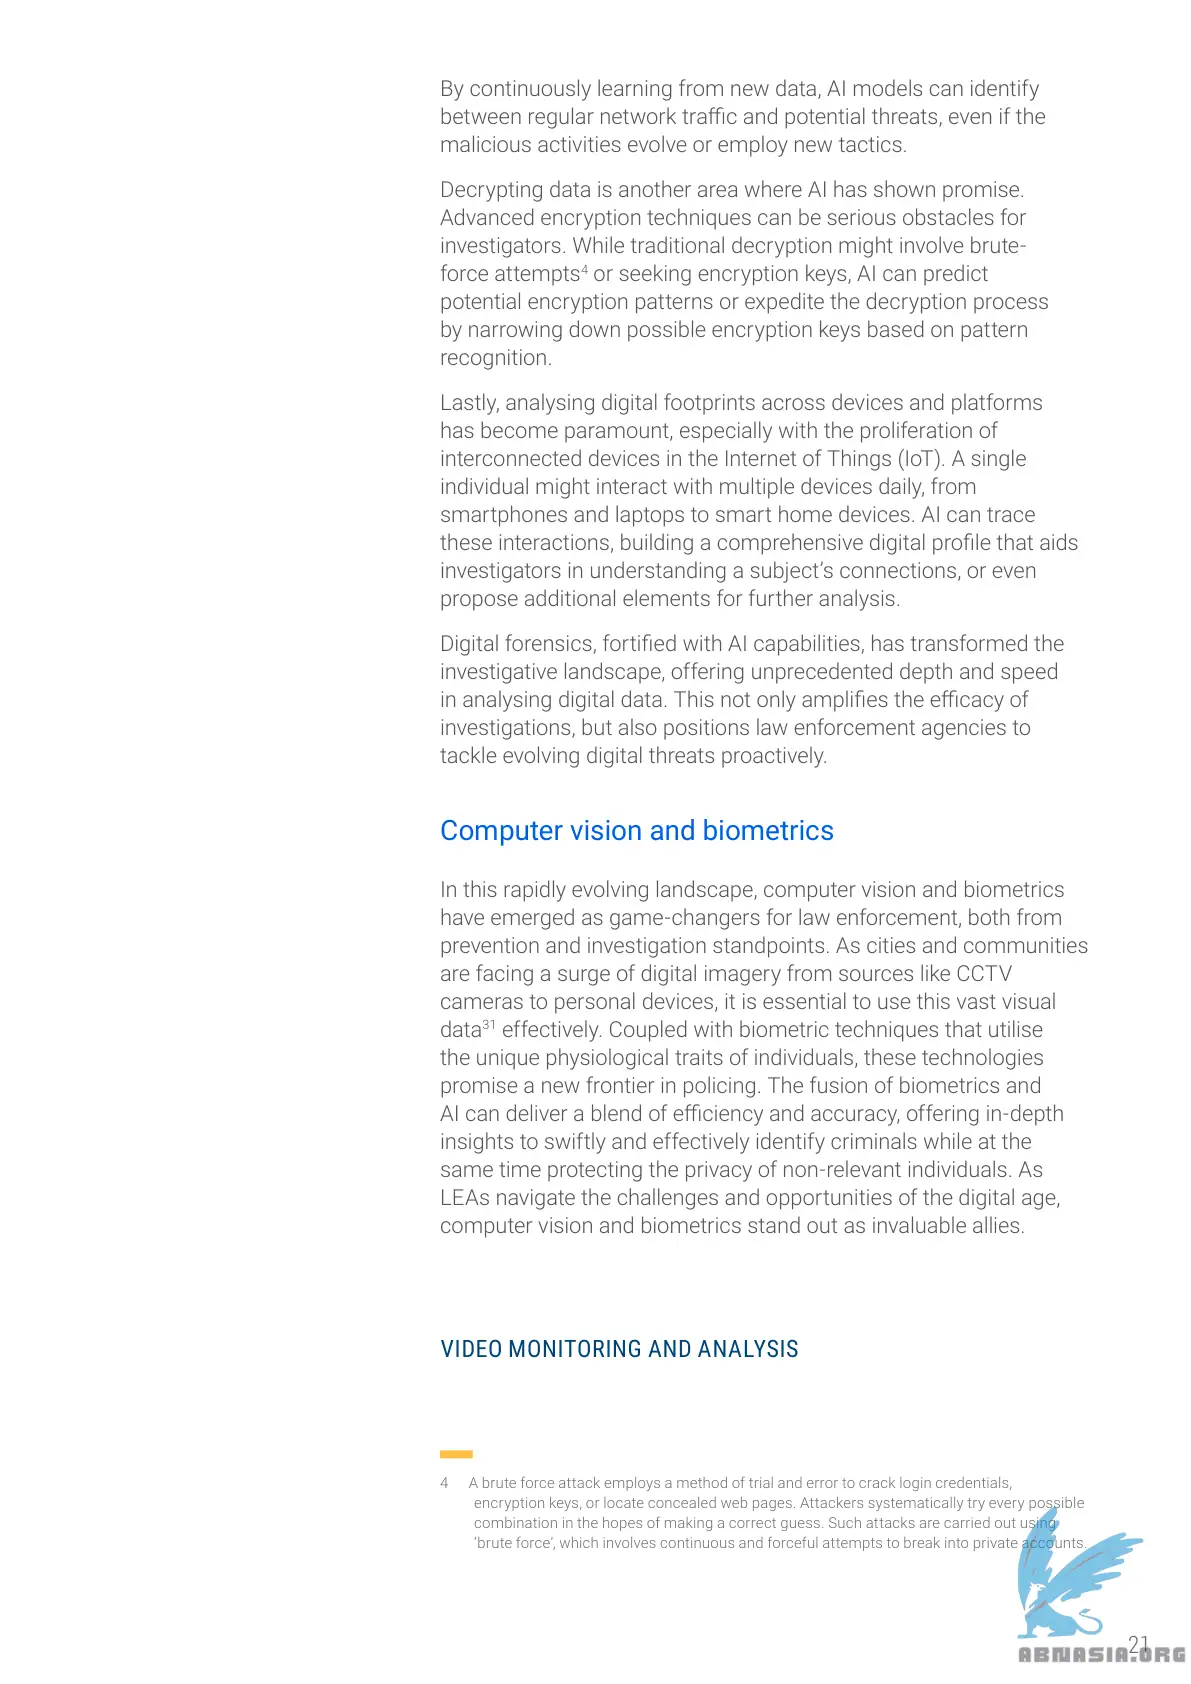 By continuously learning from new data, AI models can identify
between regular network traffic and potential threats, even if the
malicious activities evolve or employ new tactics.
Decrypting data is another area where AI has shown promise.
Advanced encryption techniques can be serious obstacles for
investigators. While traditional decryption might involve brute-
force attempts4 or seeking encryption keys, AI can predict
potential encryption patterns or expedite the decryption process
by narrowing down possible encryption keys based on pattern
recognition.
Lastly, analysing digital footprints across devices and platforms
has become paramount, especially with the proliferation of
interconnected devices in the Internet of Things (IoT). A single
individual might interact with multiple devices daily, from
smartphones and laptops to smart home devices. AI can trace
these interactions, building a comprehensive digital profile that aids
investigators in understanding a subject’s connections, or even
propose additional elements for further analysis.
Digital forensics, fortified with AI capabilities, has transformed the
investigative landscape, offering unprecedented depth and speed
in analysing digital data. This not only amplifies the efficacy of
investigations, but also positions law enforcement agencies to
tackle evolving digital threats proactively.
Computer vision and biometrics
In this rapidly evolving landscape, computer vision and biometrics
have emerged as game-changers for law enforcement, both from
prevention and investigation standpoints. As cities and communities
are facing a surge of digital imagery from sources like CCTV
cameras to personal devices, it is essential to use this vast visual
data31 effectively. Coupled with biometric techniques that utilise
the unique physiological traits of individuals, these technologies
promise a new frontier in policing. The fusion of biometrics and
AI can deliver a blend of efficiency and accuracy, offering in-depth
insights to swiftly and effectively identify criminals while at the
same time protecting the privacy of non-relevant individuals. As
LEAs navigate the challenges and opportunities of the digital age,
computer vision and biometrics stand out as invaluable allies.
VIDEO MONITORING AND ANALYSIS
4 A brute force attack employs a method of trial and error to crack login credentials,
encryption keys, or locate concealed web pages. Attackers systematically try every possible
combination in the hopes of making a correct guess. Such attacks are carried out using
‘brute force’, which involves continuous and forceful attempts to break into private accounts.
21
ABNASIA.ORG